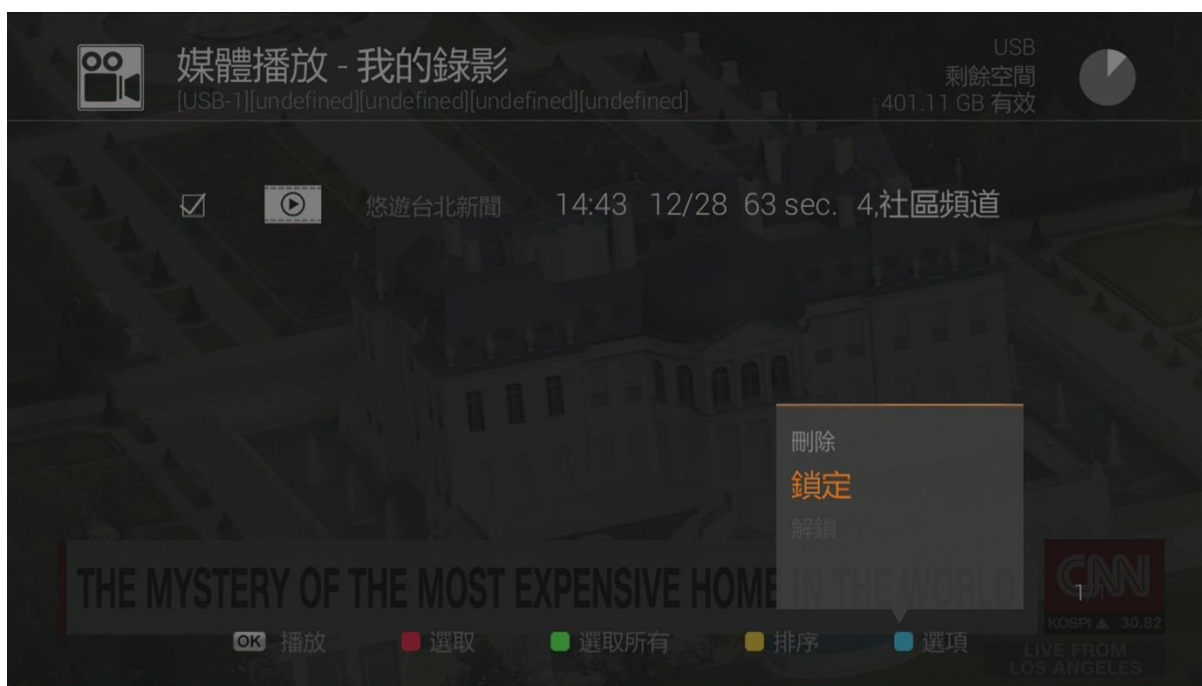 媒體播放 - 我的錄影
[USB-1][undefined][undefined][undefined][undefined]
USB
剩餘空間
401.11 GB 有效
悠遊台北新聞 14:43 12/28 63 sec. 4,社區頻道
刪除
鎖定
解鎖
THE MYSTERY OF THE MOST EXPENSIVE HOME IN THE WORLD
CNN
1/1
KOSPI ▲ 30.82
OK 播放 選取 選取所有 排序 選項
LIVE FROM
LOS ANGELES